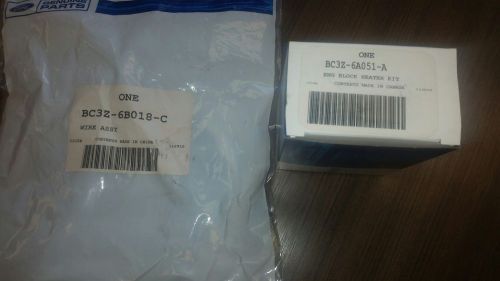 GENUINE
PARTS
ONE
BC3Z-6B018-C
WIRE ASSY
CONTENTS MADE IN CHINA
ONE
BC3Z-6A051-A
ENG BLOCK HEATER KIT
CONTENTS MADE IN CANADA